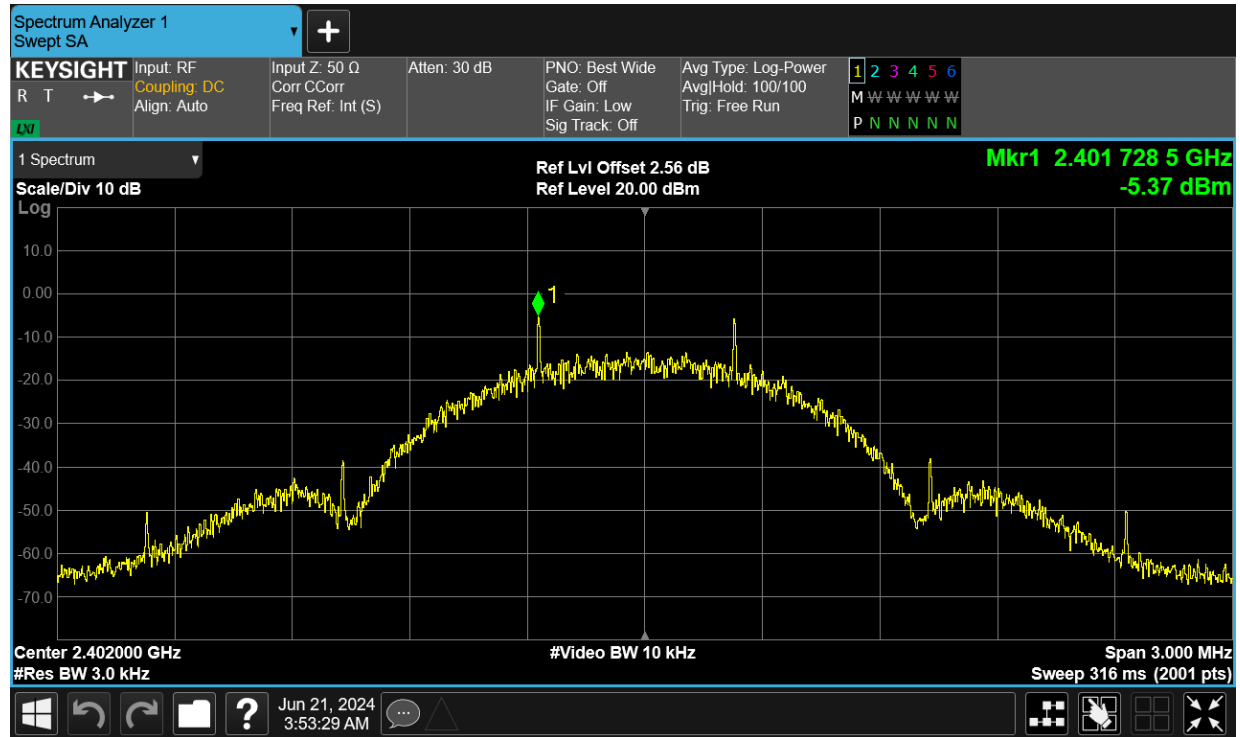 Spectrum Analyzer 1
Swept SA
KEYSIGHT
R T
LXI
Input: RF
Coupling: DC
Align: Auto
Input Z: 50 Ω
Corr CCorr
Freq Ref: Int (S)
Atten: 30 dB
PNO: Best Wide
Gate: Off
IF Gain: Low
Sig Track: Off
Avg Type: Log-Power
Avg|Hold: 100/100
Trig: Free Run
1 2 3 4 5 6
M W W W W W
P N N N N N
1 Spectrum
Scale/Div 10 dB
Log
Ref Lvl Offset 2.56 dB
Ref Level 20.00 dBm
Mkr1 2.401 728 5 GHz
-5.37 dBm
10.0
0.00
-10.0
-20.0
-30.0
-40.0
-50.0
-60.0
-70.0
1
Center 2.402000 GHz
#Res BW 3.0 kHz
#Video BW 10 kHz
Span 3.000 MHz
Sweep 316 ms (2001 pts)
?
Jun 21, 2024
3:53:29 AM